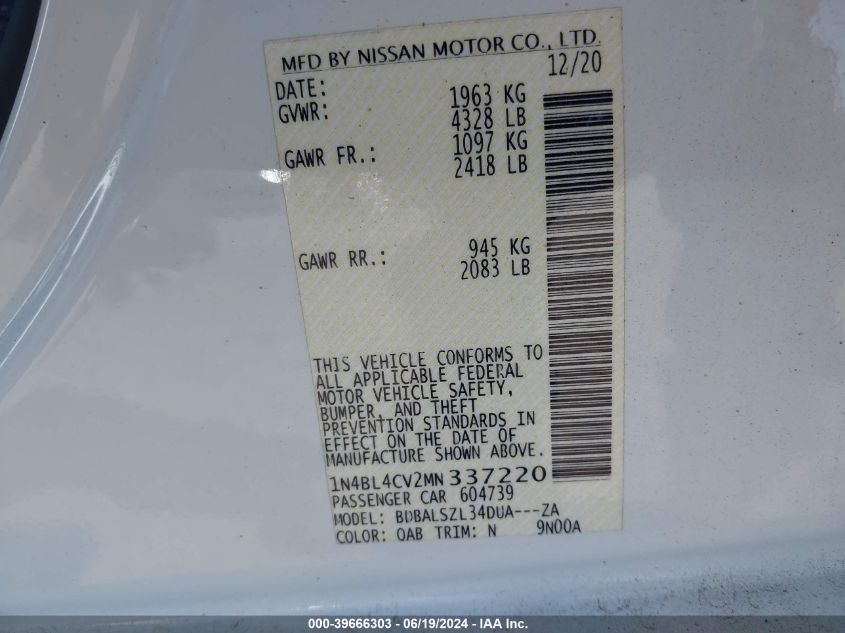 MFD BY NISSAN MOTOR CO., LTD.
DATE: 12/20
GVWR: 1963 KG
4328 LB
GAWR FR.: 1097 KG
2418 LB
GAWR RR.: 945 KG
2083 LB
THIS VEHICLE CONFORMS TO
ALL APPLICABLE FEDERAL
MOTOR VEHICLE SAFETY,
BUMPER, AND THEFT
PREVENTION STANDARDS IN
EFFECT ON THE DATE OF
MANUFACTURE SHOWN ABOVE.
1N4BL4CV2MN337220
PASSENGER CAR 604739
MODEL: BDBALSZL34DUA---ZA
COLOR: QAB TRIM: N 9N00A
000-39666303 - 06/19/2024 - IAA Inc.